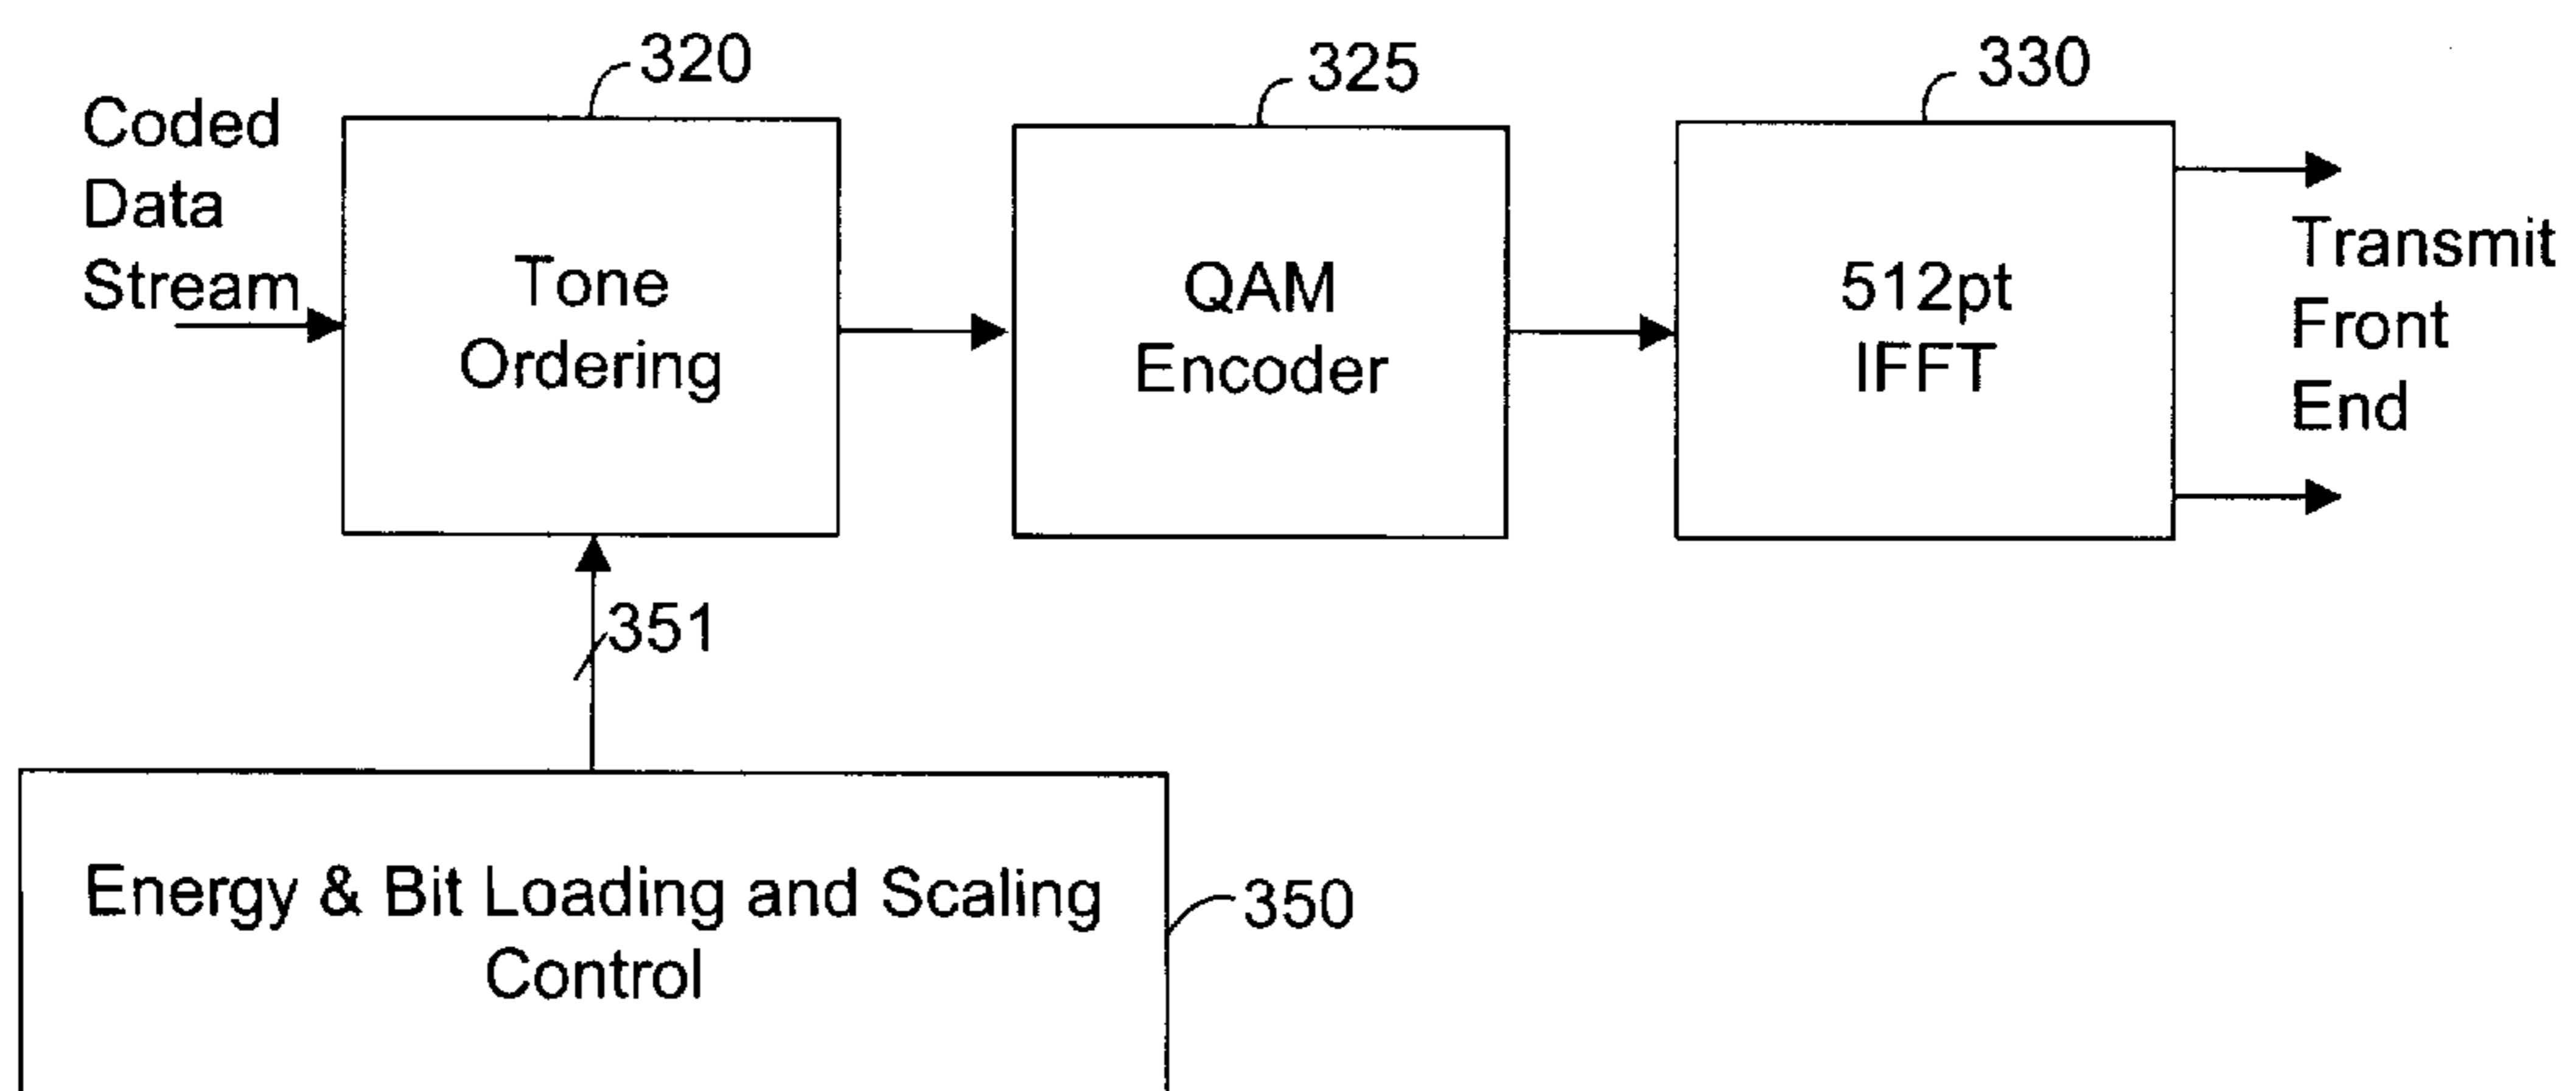 320
325
330
Coded
Data
Stream
Tone
Ordering
QAM
Encoder
512pt
IFFT
Transmit
Front
End
351
Energy & Bit Loading and Scaling
Control
350